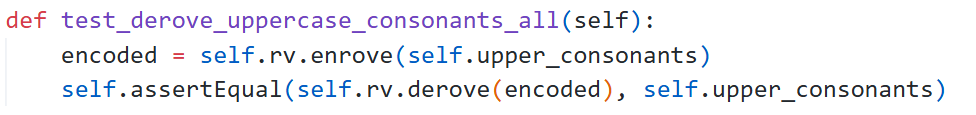 def test_derove_uppercase_consonants_all(self):
    encoded = self.rv.enrove(self.upper_consonants)
    self.assertEqual(self.rv.derove(encoded), self.upper_consonants)